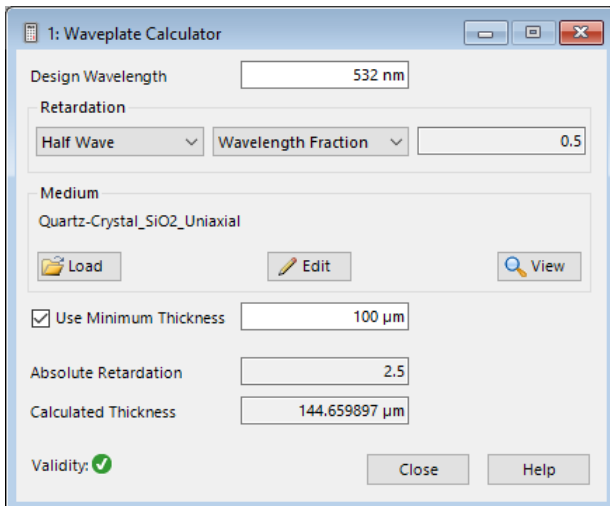 1: Waveplate Calculator
Design Wavelength 532 nm
Retardation
Half Wave Wavelength Fraction 0.5
Medium
Quartz-Crystal_SiO2_Uniaxial
Load Edit View
Use Minimum Thickness 100 µm
Absolute Retardation 2.5
Calculated Thickness 144.659897 µm
Validity: Close Help